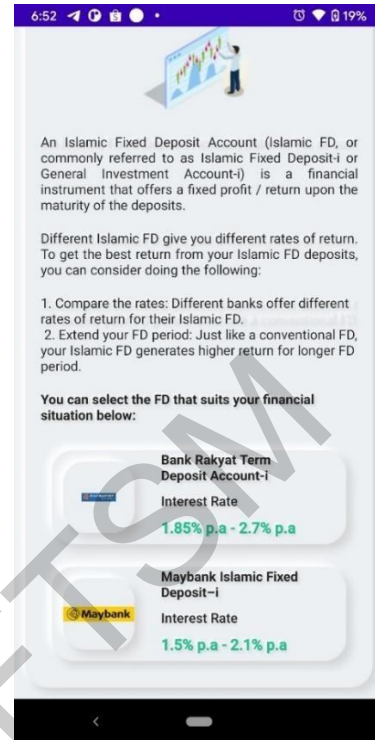 6:52
19%
An Islamic Fixed Deposit Account (Islamic FD, or
commonly referred to as Islamic Fixed Deposit-i or
General Investment Account-i) is a financial
instrument that offers a fixed profit / return upon the
maturity of the deposits.
Different Islamic FD give you different rates of return.
To get the best return from your Islamic FD deposits,
you can consider doing the following:
1. Compare the rates: Different banks offer different
rates of return for their Islamic FD.
2. Extend your FD period: Just like a conventional FD,
your Islamic FD generates higher return for longer FD
period.
You can select the FD that suits your financial
situation below:
Bank Rakyat Term
Deposit Account-i
Interest Rate
1.85% p.a - 2.7% p.a
Maybank
Maybank Islamic Fixed
Deposit–i
Interest Rate
1.5% p.a - 2.1% p.a
FTSM